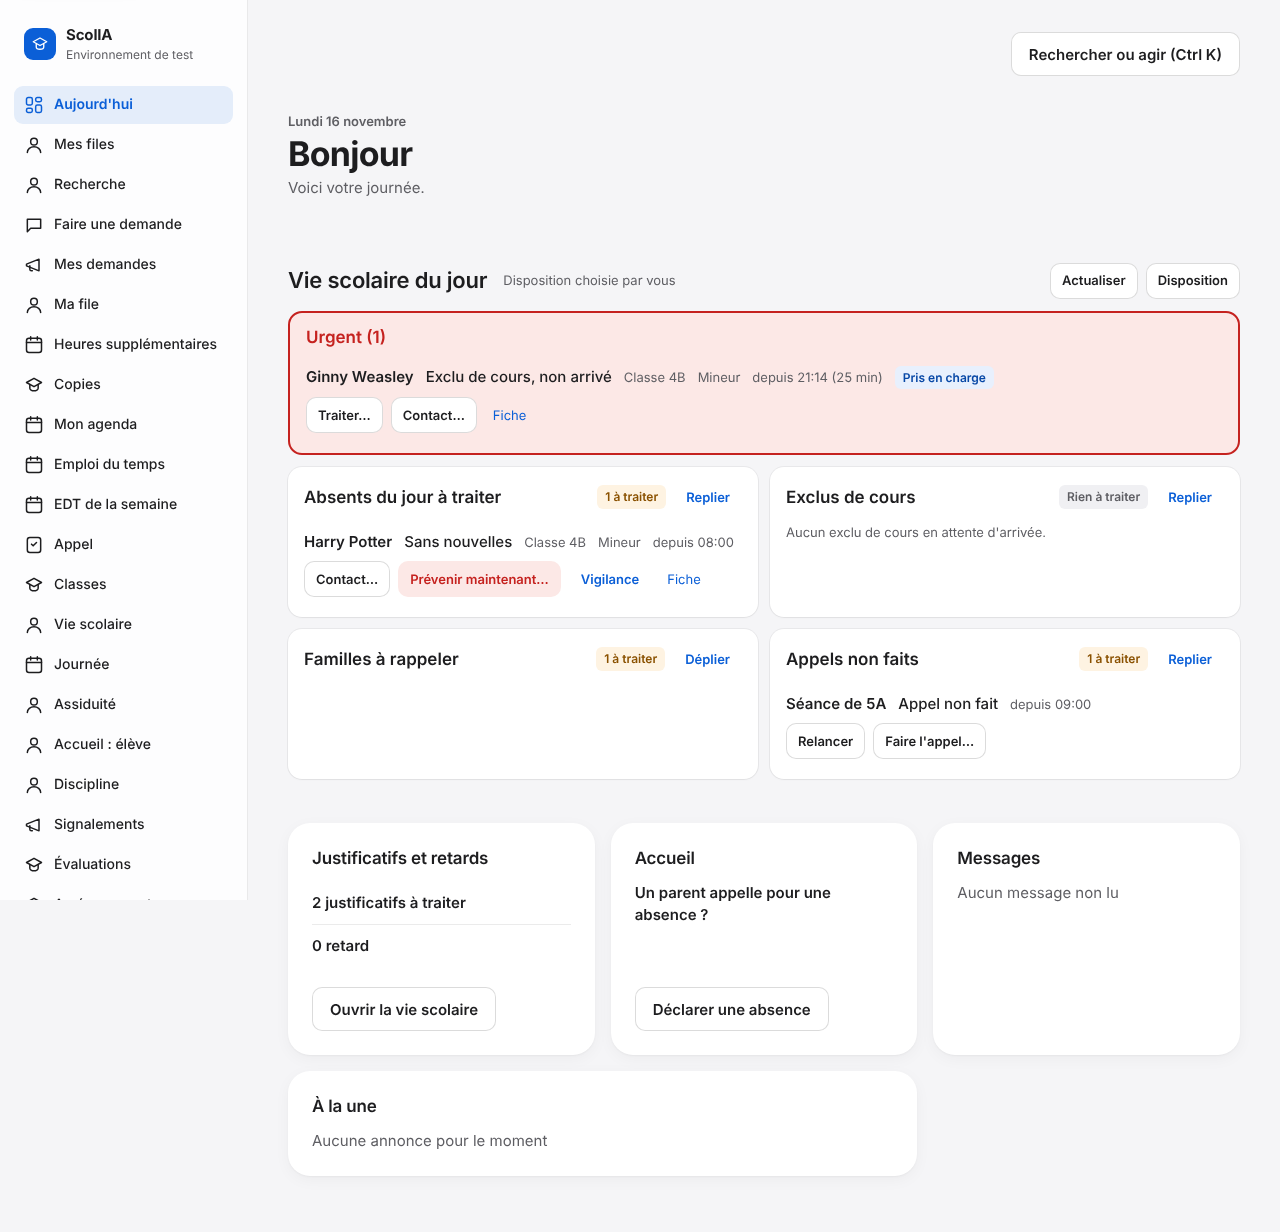 ScolIA
Environnement de test
Aujourd'hui
Mes files
Recherche
Faire une demande
Mes demandes
Ma file
Heures supplémentaires
Copies
Mon agenda
Emploi du temps
EDT de la semaine
Appel
Classes
Vie scolaire
Journée
Assiduité
Accueil : élève
Discipline
Signalements
Évaluations
Rechercher ou agir (Ctrl K)
Lundi 16 novembre
Bonjour
Voici votre journée.
Vie scolaire du jour Disposition choisie par vous Actualiser Disposition
Urgent (1)
Ginny Weasley Exclu de cours, non arrivé Classe 4B Mineur depuis 21:14 (25 min) Pris en charge
Traiter... Contact... Fiche
Absents du jour à traiter 1 à traiter Replier
Harry Potter Sans nouvelles Classe 4B Mineur depuis 08:00
Contact... Prévenir maintenant... Vigilance Fiche
Exclus de cours Rien à traiter Replier
Aucun exclu de cours en attente d'arrivée.
Familles à rappeler 1 à traiter Déplier
Appels non faits 1 à traiter Replier
Séance de 5A Appel non fait depuis 09:00
Relancer Faire l'appel...
Justificatifs et retards
2 justificatifs à traiter
0 retard
Ouvrir la vie scolaire
Accueil
Un parent appelle pour une
absence ?
Déclarer une absence
Messages
Aucun message non lu
À la une
Aucune annonce pour le moment